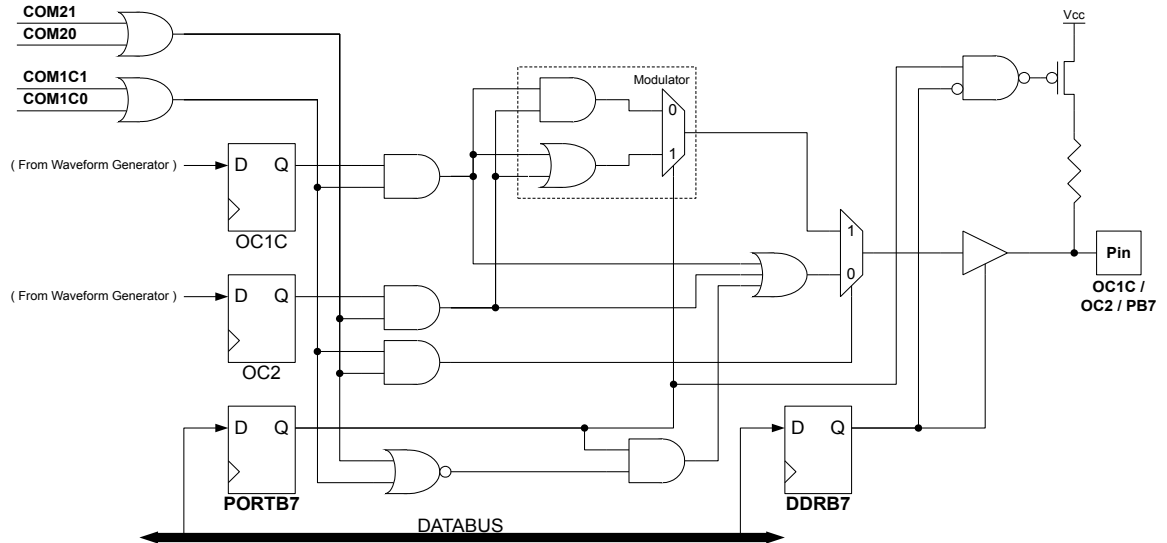 COM21
COM20
Vcc
COM1C1
COM1C0
Modulator
0
1
( From Waveform Generator )
D Q
OC1C
1
0
Pin
OC1C /
OC2 / PB7
( From Waveform Generator )
D Q
OC2
D Q
PORTB7
D Q
DDRB7
DATABUS